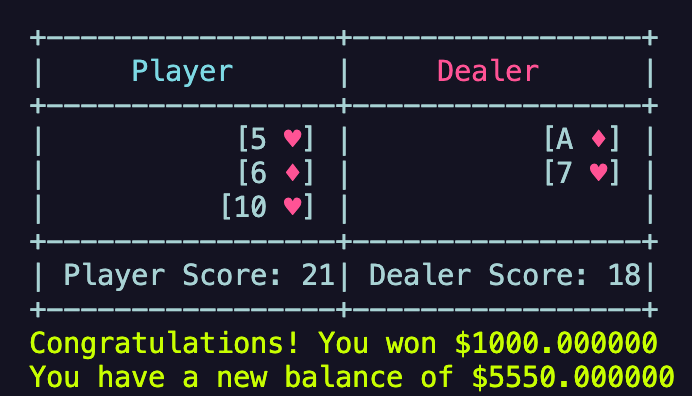 +-----------------+-----------------+
|     Player      |     Dealer      |
+-----------------+-----------------+
|           [5 ♥] |           [A ♦] |
|           [6 ♦] |           [7 ♥] |
|          [10 ♥] |                 |
+-----------------+-----------------+
| Player Score: 21| Dealer Score: 18|
+-----------------+-----------------+
Congratulations! You won $1000.000000
You have a new balance of $5550.000000